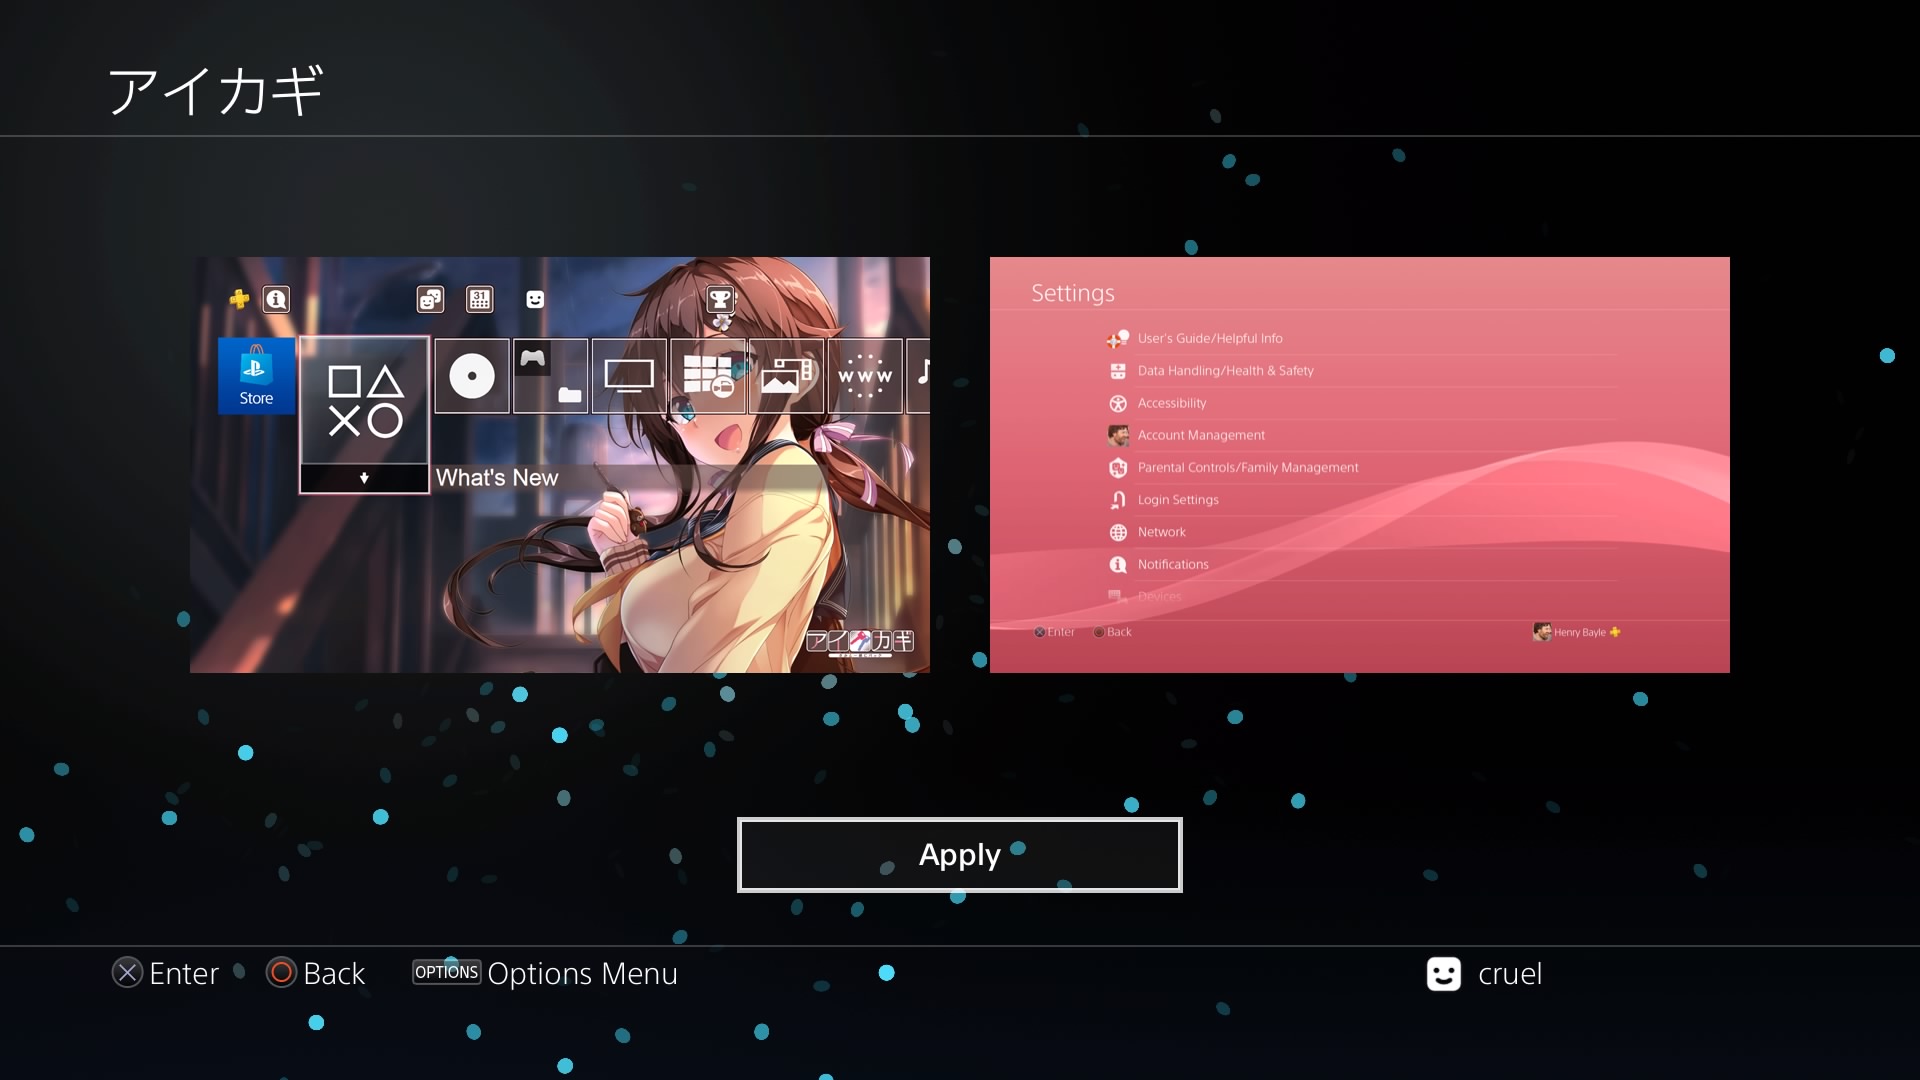 アイカギ
31
Store
www
What's New
アイカギ
Settings
User's Guide/Helpful Info
Data Handling/Health & Safety
Accessibility
Account Management
Parental Controls/Family Management
Login Settings
Network
Notifications
Devices
Enter Back Henry Bayle
Apply
Enter Back OPTIONS Options Menu cruel